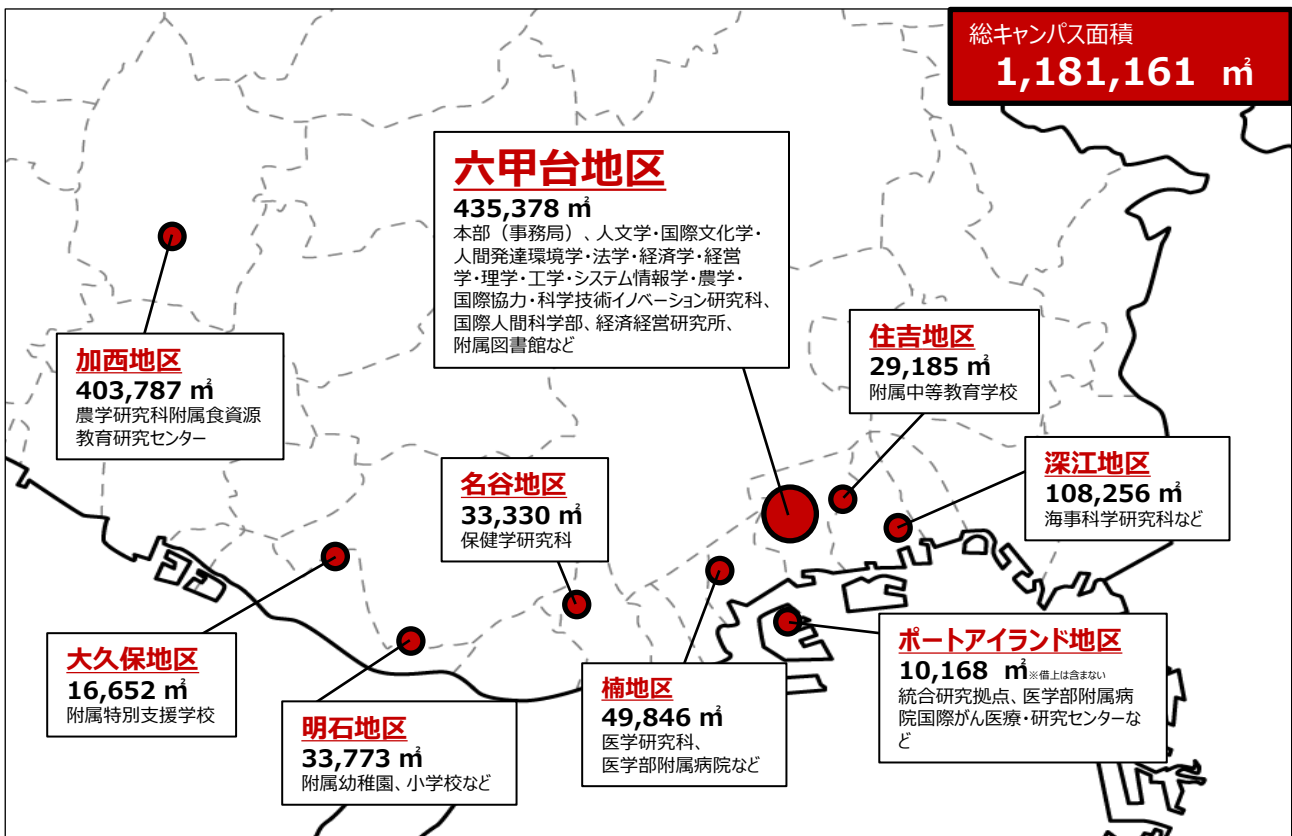 総キャンパス面積
1,181,161 ㎡
六甲台地区
435,378 ㎡
本部（事務局）、人文学・国際文化学・
人間発達環境学・法学・経済学・経営
学・理学・工学・システム情報学・農学・
国際協力・科学技術イノベーション研究科、
国際人間科学部、経済経営研究所、
附属図書館など
加西地区
403,787 ㎡
農学研究科附属食資源
教育研究センター
住吉地区
29,185 ㎡
附属中等教育学校
深江地区
108,256 ㎡
海事科学研究科など
名谷地区
33,330 ㎡
保健学研究科
大久保地区
16,652 ㎡
附属特別支援学校
明石地区
33,773 ㎡
附属幼稚園、小学校など
楠地区
49,846 ㎡
医学研究科、
医学部附属病院など
ポートアイランド地区
10,168 ㎡※借上は含まない
統合研究拠点、医学部附属病
院国際がん医療・研究センターな
ど